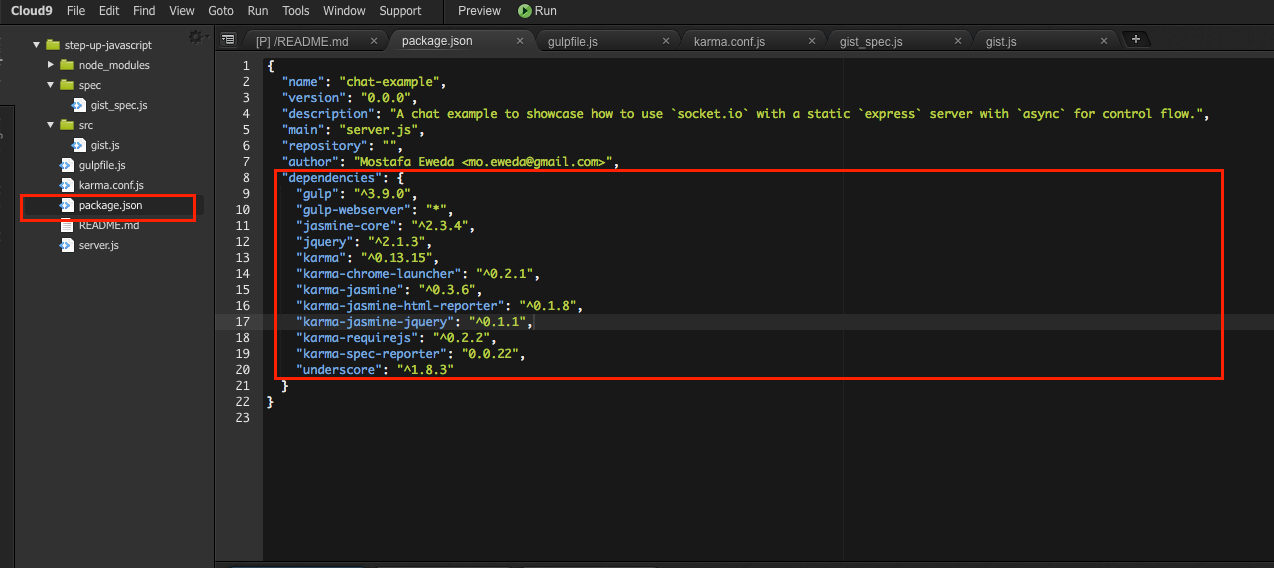 Cloud9 File Edit Find View Goto Run Tools Window Support Preview Run
step-up-javascript
node_modules
spec
gist_spec.js
src
gist.js
gulpfile.js
karma.conf.js
package.json
README.md
server.js
[P] /README.md × package.json × gulpfile.js × karma.conf.js × gist_spec.js × gist.js × +
1 {
2 "name": "chat-example",
3 "version": "0.0.0",
4 "description": "A chat example to showcase how to use `socket.io` with a static `express` server with `async` for control flow.",
5 "main": "server.js",
6 "repository": "",
7 "author": "Mostafa Eweda <mo.eweda@gmail.com>",
8 "dependencies": {
9 "gulp": "^3.9.0",
10 "gulp-webserver": "*",
11 "jasmine-core": "^2.3.4",
12 "jquery": "^2.1.3",
13 "karma": "^0.13.15",
14 "karma-chrome-launcher": "^0.2.1",
15 "karma-jasmine": "^0.3.6",
16 "karma-jasmine-html-reporter": "^0.1.8",
17 "karma-jasmine-jquery": "^0.1.1",
18 "karma-requirejs": "^0.2.2",
19 "karma-spec-reporter": "0.0.22",
20 "underscore": "^1.8.3"
21 }
22 }
23